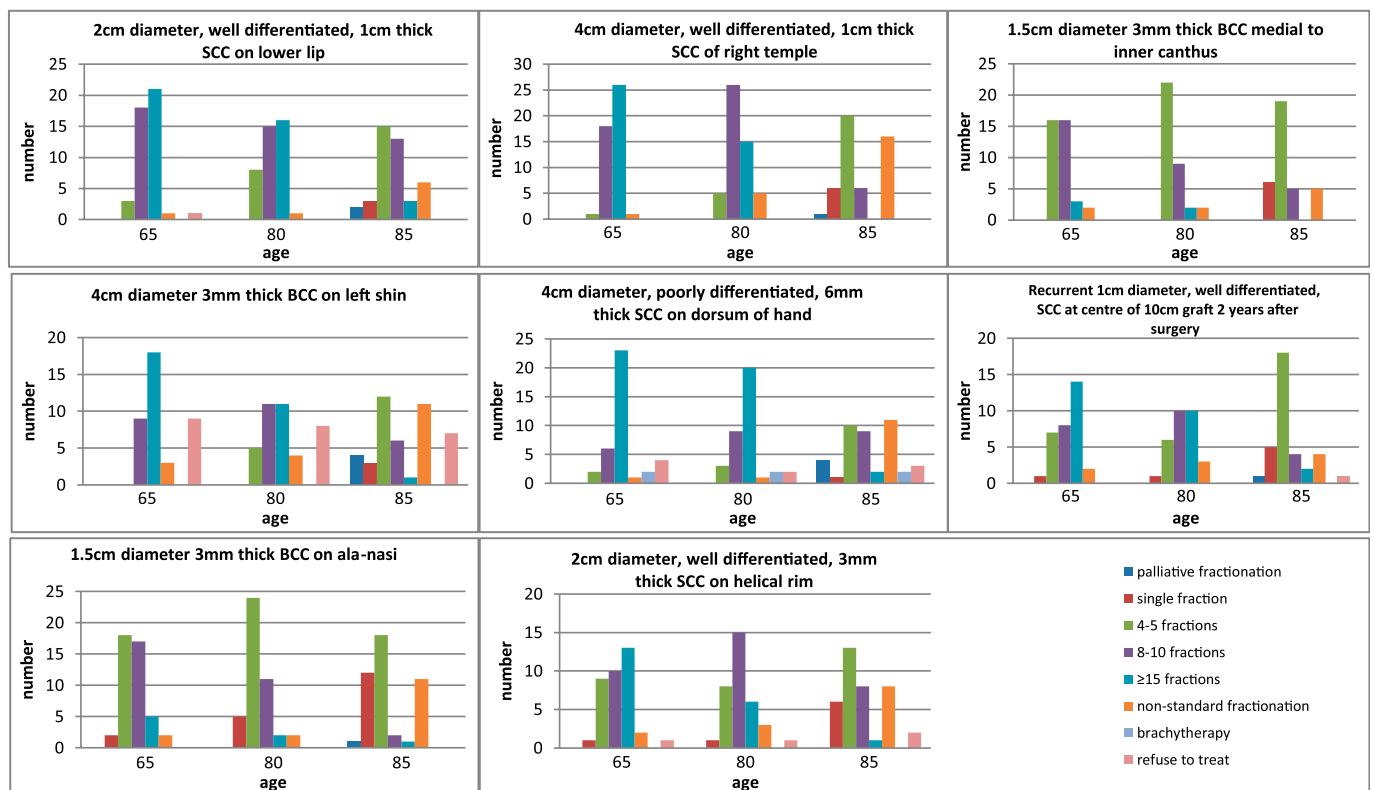 2cm diameter, well differentiated, 1cm thick
SCC on lower lip
25
20
15
10
5
0
number
65 80 85
age
4cm diameter, well differentiated, 1cm thick
SCC of right temple
30
25
20
15
10
5
0
number
65 80 85
age
1.5cm diameter 3mm thick BCC medial to
inner canthus
25
20
15
10
5
0
number
65 80 85
age
4cm diameter 3mm thick BCC on left shin
20
15
10
5
0
number
65 80 85
age
4cm diameter, poorly differentiated, 6mm
thick SCC on dorsum of hand
25
20
15
10
5
0
number
65 80 85
age
Recurrent 1cm diameter, well differentiated,
SCC at centre of 10cm graft 2 years after
surgery
20
15
10
5
0
number
65 80 85
age
1.5cm diameter 3mm thick BCC on ala-nasi
25
20
15
10
5
0
number
65 80 85
age
2cm diameter, well differentiated, 3mm
thick SCC on helical rim
20
15
10
5
0
number
65 80 85
age
palliative fractionation
single fraction
4-5 fractions
8-10 fractions
≥15 fractions
non-standard fractionation
brachytherapy
refuse to treat